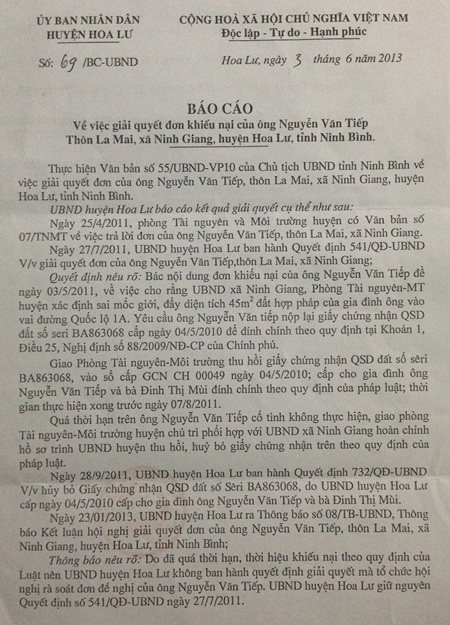 ỦY BAN NHÂN DÂN
HUYỆN HOA LƯ
Số: 69 /BC-UBND
CỘNG HOÀ XÃ HỘI CHỦ NGHĨA VIỆT NAM
Độc lập - Tự do - Hạnh phúc
Hoa Lư, ngày 3 tháng 6 năm 2013
BÁO CÁO
Về việc giải quyết đơn khiếu nại của ông Nguyễn Văn Tiếp
Thôn La Mai, xã Ninh Giang, huyện Hoa Lư, tỉnh Ninh Bình.
Thực hiện Văn bản số 55/UBND-VP10 của Chủ tịch UBND tỉnh Ninh Bình về
việc giải quyết đơn của ông Nguyễn Văn Tiếp, thôn La Mai, xã Ninh Giang, huyện
Hoa Lư, tỉnh Ninh Bình.
UBND huyện Hoa Lư báo cáo kết quả giải quyết cụ thể như sau:
Ngày 25/4/2011, phòng Tài nguyên và Môi trường huyện có Văn bản số
07/TNMT về việc trả lời đơn của ông Nguyễn Văn Tiếp, thôn La Mai, xã Ninh Giang.
Ngày 27/7/2011, UBND huyện Hoa Lư ban hành Quyết định 541/QĐ-UBND
V/v giải quyết đơn của ông Nguyễn Văn Tiếp,thôn La Mai, xã Ninh Giang;
Quyết định nêu rõ: Bác nội dung đơn khiếu nại của ông Nguyễn Văn Tiếp đề
ngày 03/5/2011, về việc cho rằng UBND xã Ninh Giang, Phòng Tài nguyên-MT
huyện xác định sai mốc giới, đẩy diện tích 45m² đất hợp pháp của gia đình ông vào
vai đường Quốc lộ 1A. Yêu cầu ông Nguyễn Văn tiếp nộp lại giấy chứng nhận QSD
đất số seri BA863068 cấp ngày 04/5/2010 để đính chính theo quy định tại Khoản 1,
Điều 25, Nghị định số 88/2009/NĐ-CP của Chính phủ.
Giao Phòng Tài nguyên-Môi trường thu hồi giấy chứng nhận QSD đất số sêri
BA863068, vào sổ cấp GCN CH 00049 ngày 04/5/2010; cấp cho gia đình ông
Nguyễn Văn Tiếp và bà Đinh Thị Mùi đính chính theo quy định của pháp luật; thời
gian thực hiện xong trước ngày 07/8/2011.
Quá thời hạn trên ông Nguyễn Văn Tiếp cố tình không thực hiện, giao phòng
Tài nguyên-Môi trường huyện chủ trì phối hợp với UBND xã Ninh Giang hoàn chỉnh
hồ sơ trình UBND huyện thu hồi, huỷ bỏ giấy chứng nhận trên theo quy định của
pháp luật.
Ngày 28/9/2011, UBND huyện Hoa Lư ban hành Quyết định 732/QĐ-UBND
V/v hủy bỏ Giấy chứng nhận QSD đất số Sêri BA863068, do UBND huyện Hoa Lư
cấp ngày 04/5/2010 cấp cho gia đình ông Nguyễn Văn Tiếp và bà Đinh Thị Mùi.
Ngày 23/01/2013, UBND huyện Hoa Lư ra Thông báo số 08/TB-UBND, Thông
báo Kết luận hội nghị giải quyết đơn của ông Nguyễn Văn Tiếp, thôn La Mai, xã
Ninh Giang, huyện Hoa Lư, tỉnh Ninh Bình;
Thông báo nêu rõ: Do đã quá thời hạn, thời hiệu khiếu nại theo quy định của
Luật nên UBND huyện Hoa Lư không ban hành quyết định giải quyết mà tổ chức hội
nghị rà soát đơn đề nghị của ông Nguyễn Văn Tiếp. UBND huyện Hoa Lư giữ nguyên
Quyết định số 541/QĐ-UBND ngày 27/7/2011.